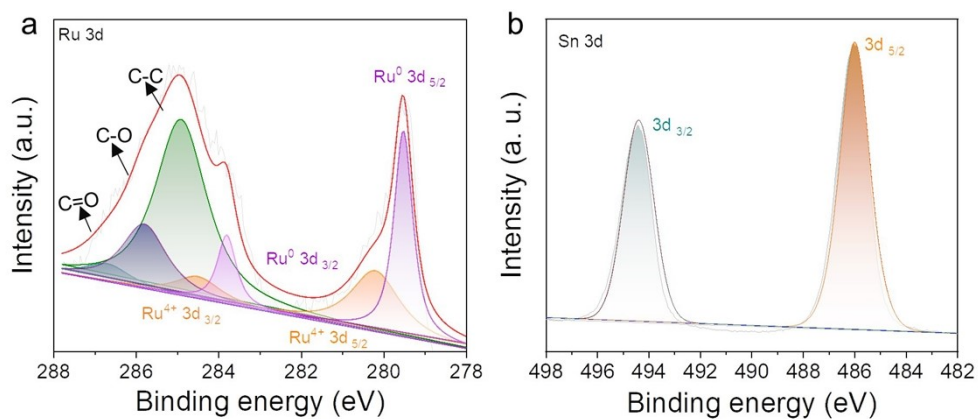 a
Ru 3d
C-C
C-O
C=O
Ru⁰ 3d 5/2
Ru⁰ 3d 3/2
Ru⁴⁺ 3d 3/2
Ru⁴⁺ 3d 5/2
Intensity (a.u.)
288 286 284 282 280 278
Binding energy (eV)
b
Sn 3d
3d 5/2
3d 3/2
Intensity (a. u.)
498 496 494 492 490 488 486 484 482
Binding energy (eV)